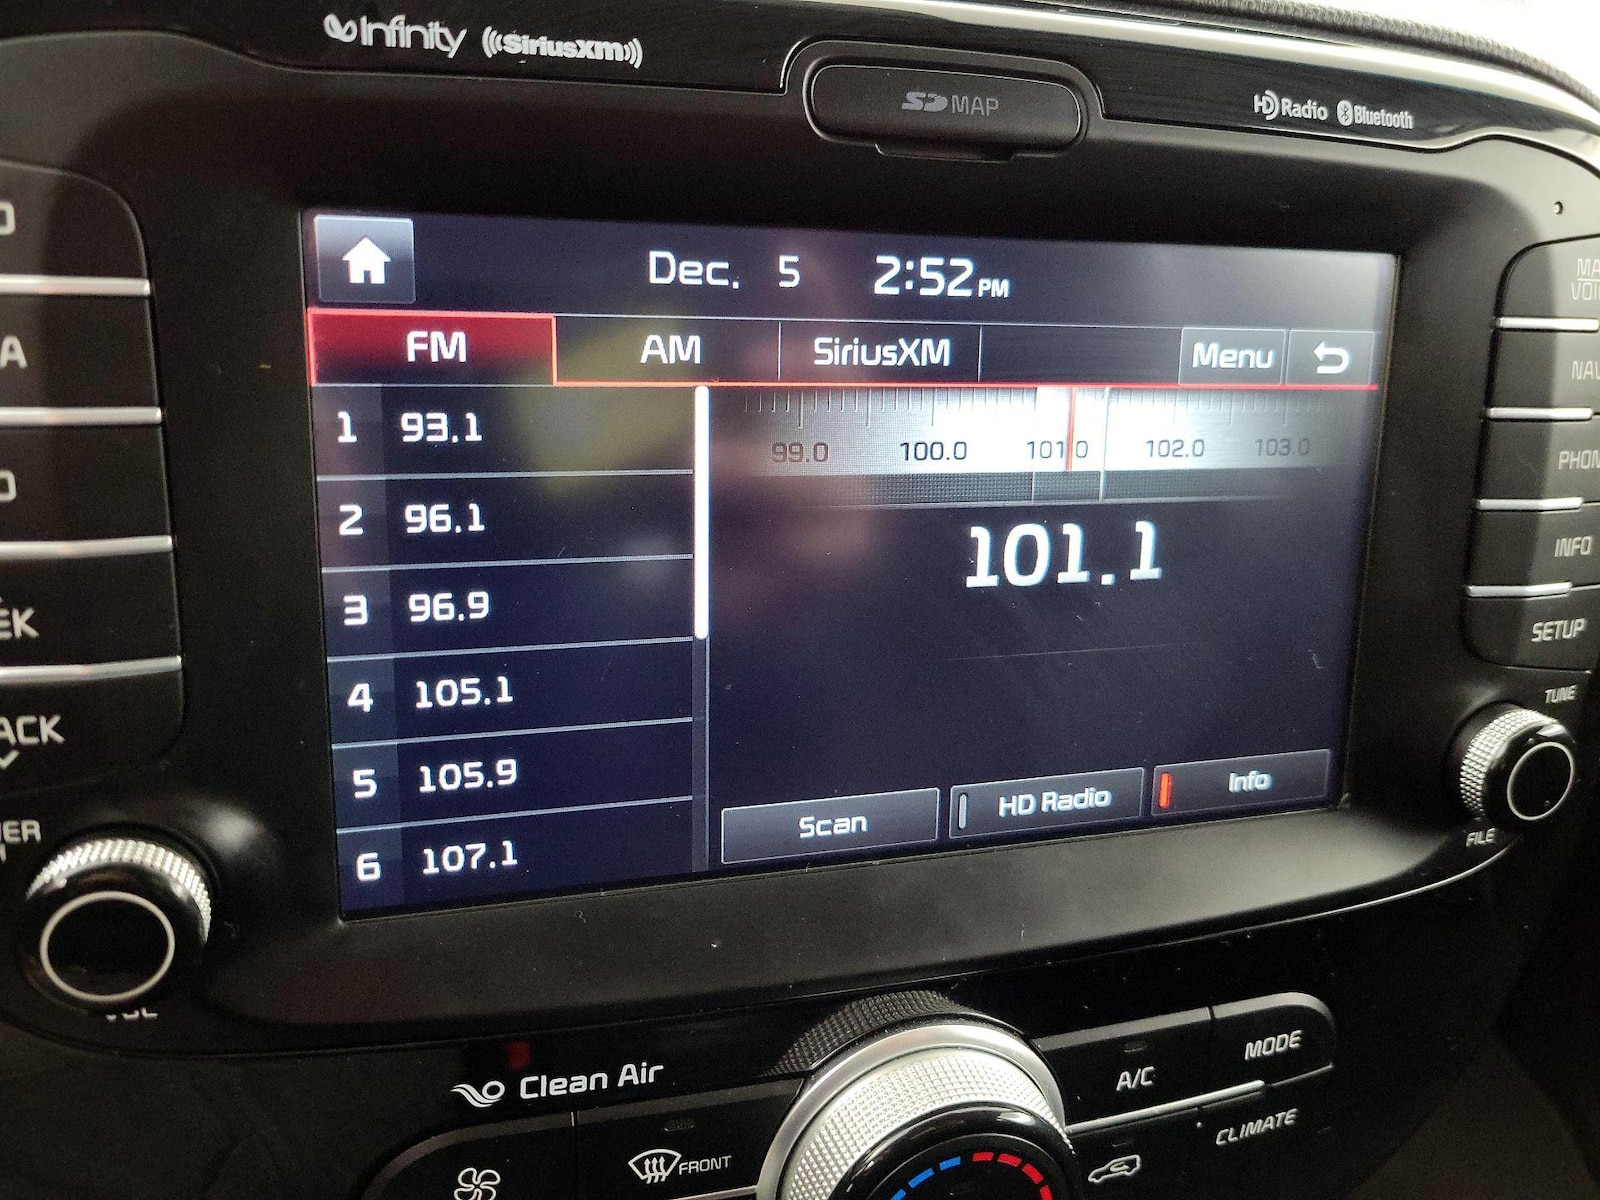 Infinity ((SiriusXM))
SD MAP
HD Radio Bluetooth
Dec. 5 2:52 PM
FM AM SiriusXM Menu
1 93.1
2 96.1
3 96.9
4 105.1
5 105.9
6 107.1
99.0 100.0 101.0 102.0 103.0
101.1
Scan HD Radio Info
INFO
SETUP
TUNE
FILE
VOL
Clean Air
FRONT
A/C
MODE
CLIMATE